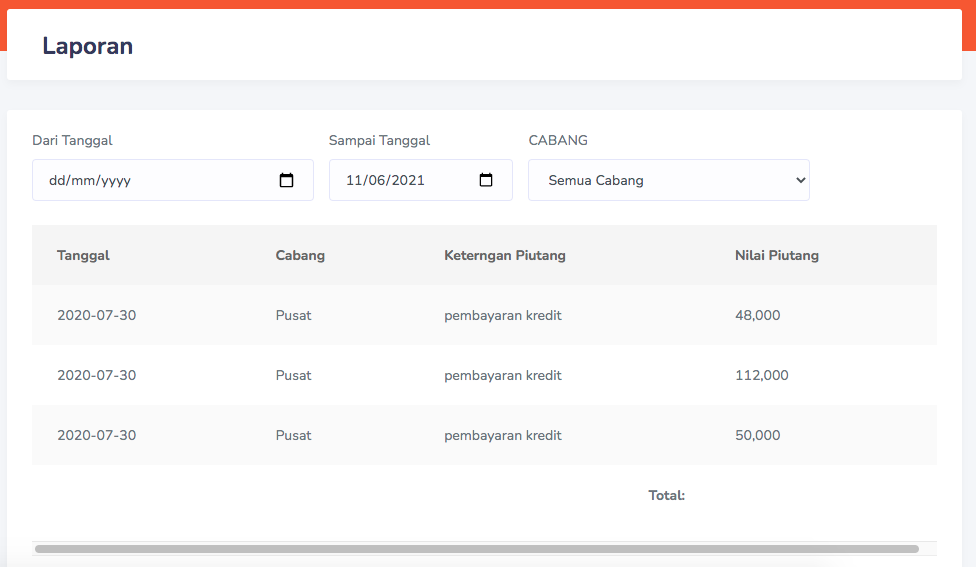 Laporan
Dari Tanggal Sampai Tanggal CABANG
dd/mm/yyyy 11/06/2021 Semua Cabang
Tanggal Cabang Keterngan Piutang Nilai Piutang
2020-07-30 Pusat pembayaran kredit 48,000
2020-07-30 Pusat pembayaran kredit 112,000
2020-07-30 Pusat pembayaran kredit 50,000
Total: